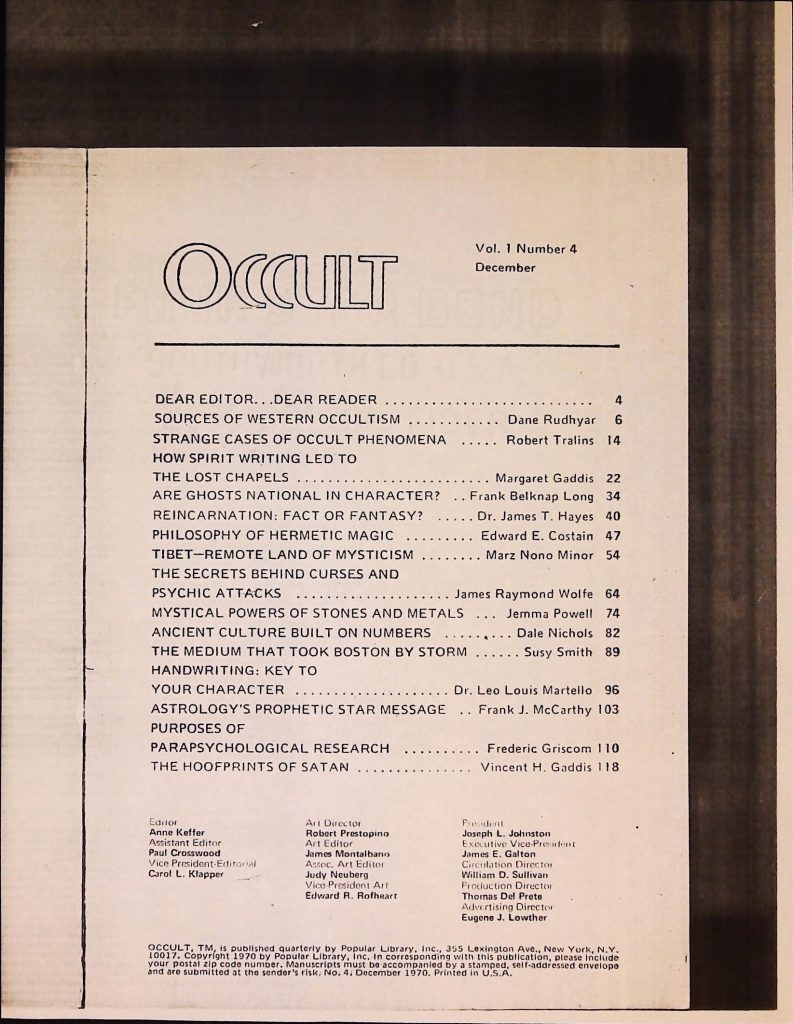 OCCULT
Vol. 1 Number 4
December
DEAR EDITOR...DEAR READER .......................... 4
SOURCES OF WESTERN OCCULTISM ............ Dane Rudhyar 6
STRANGE CASES OF OCCULT PHENOMENA ..... Robert Tralins 14
HOW SPIRIT WRITING LED TO
THE LOST CHAPELS ........................ Margaret Gaddis 22
ARE GHOSTS NATIONAL IN CHARACTER? .. Frank Belknap Long 34
REINCARNATION: FACT OR FANTASY? ..... Dr. James T. Hayes 40
PHILOSOPHY OF HERMETIC MAGIC ......... Edward E. Costain 47
TIBET—REMOTE LAND OF MYSTICISM ........ Marz Nono Minor 54
THE SECRETS BEHIND CURSES AND
PSYCHIC ATTACKS ................... James Raymond Wolfe 64
MYSTICAL POWERS OF STONES AND METALS ... Jemma Powell 74
ANCIENT CULTURE BUILT ON NUMBERS ......... Dale Nichols 82
THE MEDIUM THAT TOOK BOSTON BY STORM ...... Susy Smith 89
HANDWRITING: KEY TO
YOUR CHARACTER .................... Dr. Leo Louis Martello 96
ASTROLOGY'S PROPHETIC STAR MESSAGE .. Frank J. McCarthy 103
PURPOSES OF
PARAPSYCHOLOGICAL RESEARCH .......... Frederic Griscom 110
THE HOOFPRINTS OF SATAN ............... Vincent H. Gaddis 118
Editor
Anne Keffer
Assistant Editor
Paul Crosswood
Vice President-Editorial
Carol L. Klapper
Art Director
Robert Prestopino
Art Editor
James Montalbano
Assoc. Art Editor
Judy Neuberg
Vice-President Art
Edward R. Rofheart
President
Joseph L. Johnston
Executive Vice-President
James E. Galton
Circulation Director
William D. Sullivan
Production Director
Thomas Del Prete
Advertising Director
Eugene J. Lowther
OCCULT, TM, is published quarterly by Popular Library, Inc., 355 Lexington Ave., New York, N.Y.
10017. Copyright 1970 by Popular Library, Inc. In corresponding with this publication, please include
your postal zip code number. Manuscripts must be accompanied by a stamped, self-addressed envelope
and are submitted at the sender's risk. No. 4, December 1970. Printed in U.S.A.